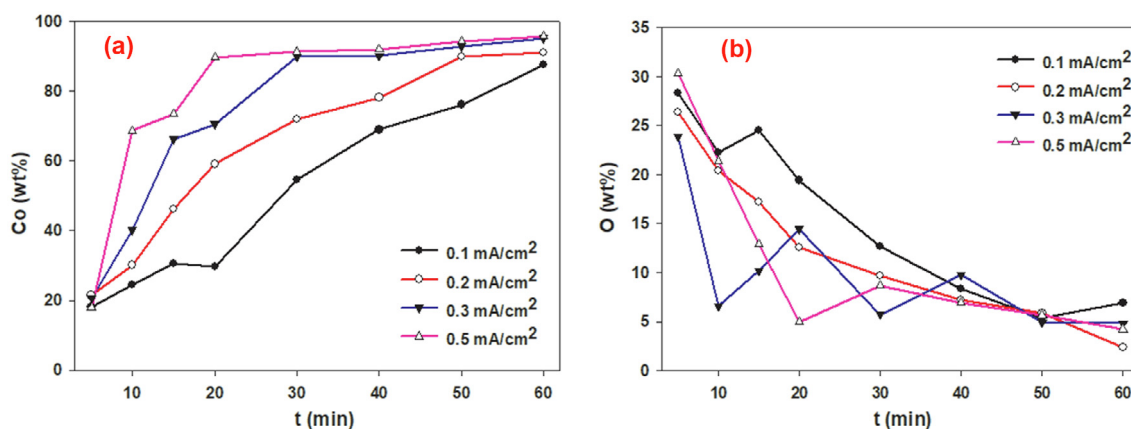 (a)
Co (wt%)
100
80
60
40
20
0
0.1 mA/cm²
0.2 mA/cm²
0.3 mA/cm²
0.5 mA/cm²
10 20 30 40 50 60
t (min)
(b)
O (wt%)
35
30
25
20
15
10
5
0
0.1 mA/cm²
0.2 mA/cm²
0.3 mA/cm²
0.5 mA/cm²
10 20 30 40 50 60
t (min)